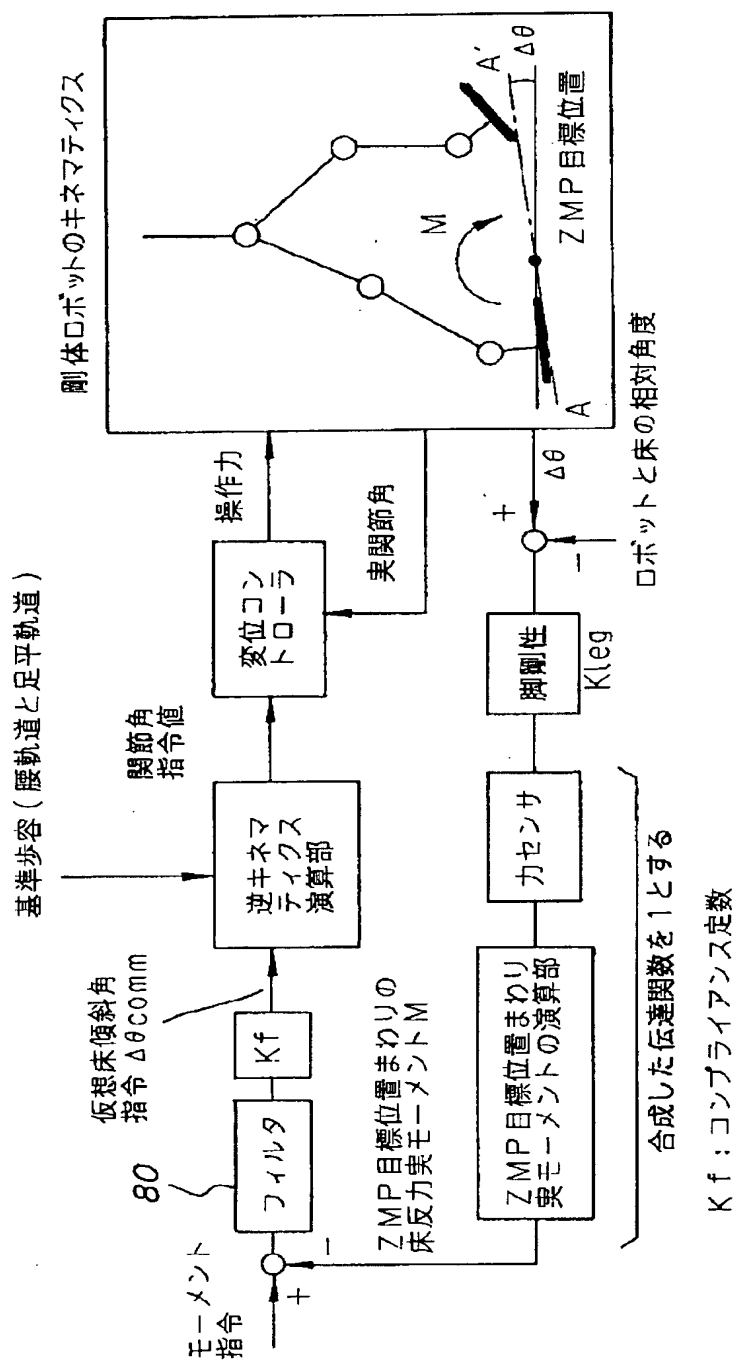 基準歩容(腰軌道と足平軌道)
剛体ロボットのキネマティクス
モーメント
指令
+
-
80
フィルタ
Kf
仮想床傾斜角
指令 Δθcomm
逆キネマ
ティクス
演算部
関節角
指令値
変位コン
トローラ
操作力
実関節角
M
A
A'
Δθ
ZMP目標位置
Δθ
+
-
ロボットと床の相対角度
脚剛性
Kleg
力センサ
ZMP目標位置まわり
実モーメントの演算部
ZMP目標位置まわりの
床反力実モーメントM
合成した伝達関数を1とする
Kf:コンプライアンス定数